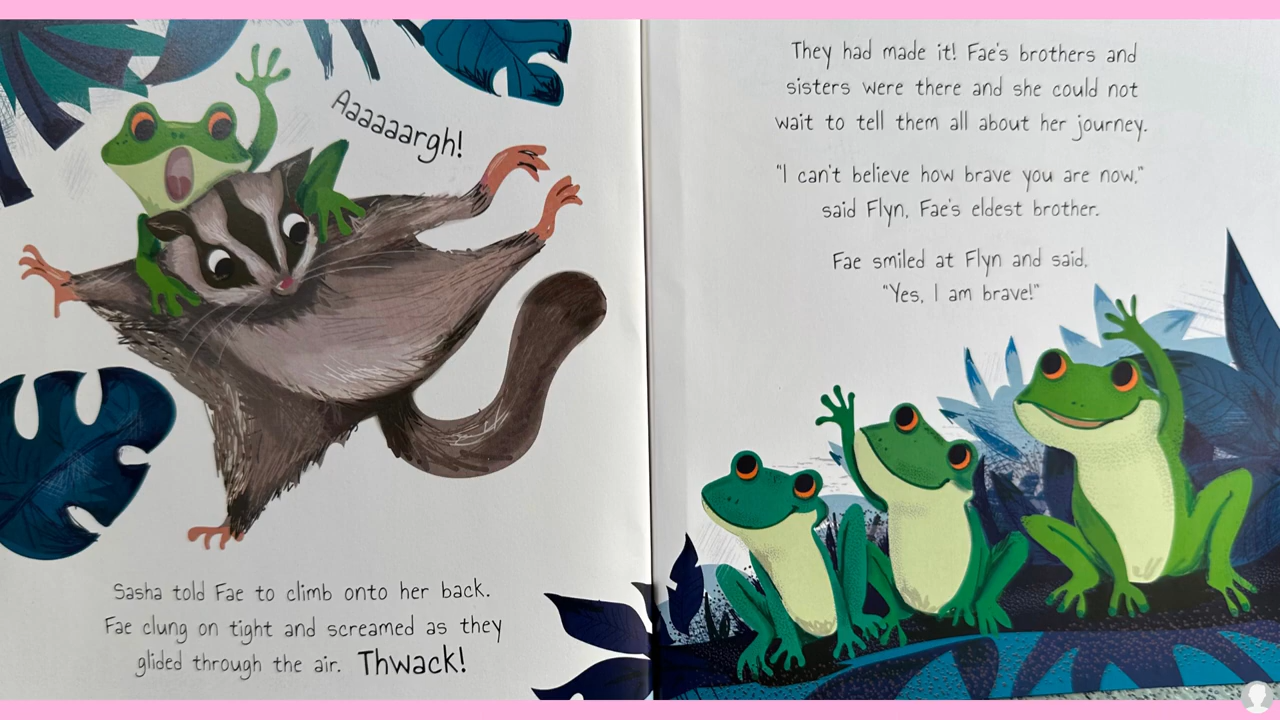 Aaaaaargh!
Sasha told Fae to climb onto her back.
Fae clung on tight and screamed as they
glided through the air. Thwack!
They had made it! Fae's brothers and
sisters were there and she could not
wait to tell them all about her journey.
"I can't believe how brave you are now,"
said Flyn, Fae's eldest brother.
Fae smiled at Flyn and said,
"Yes, I am brave!"